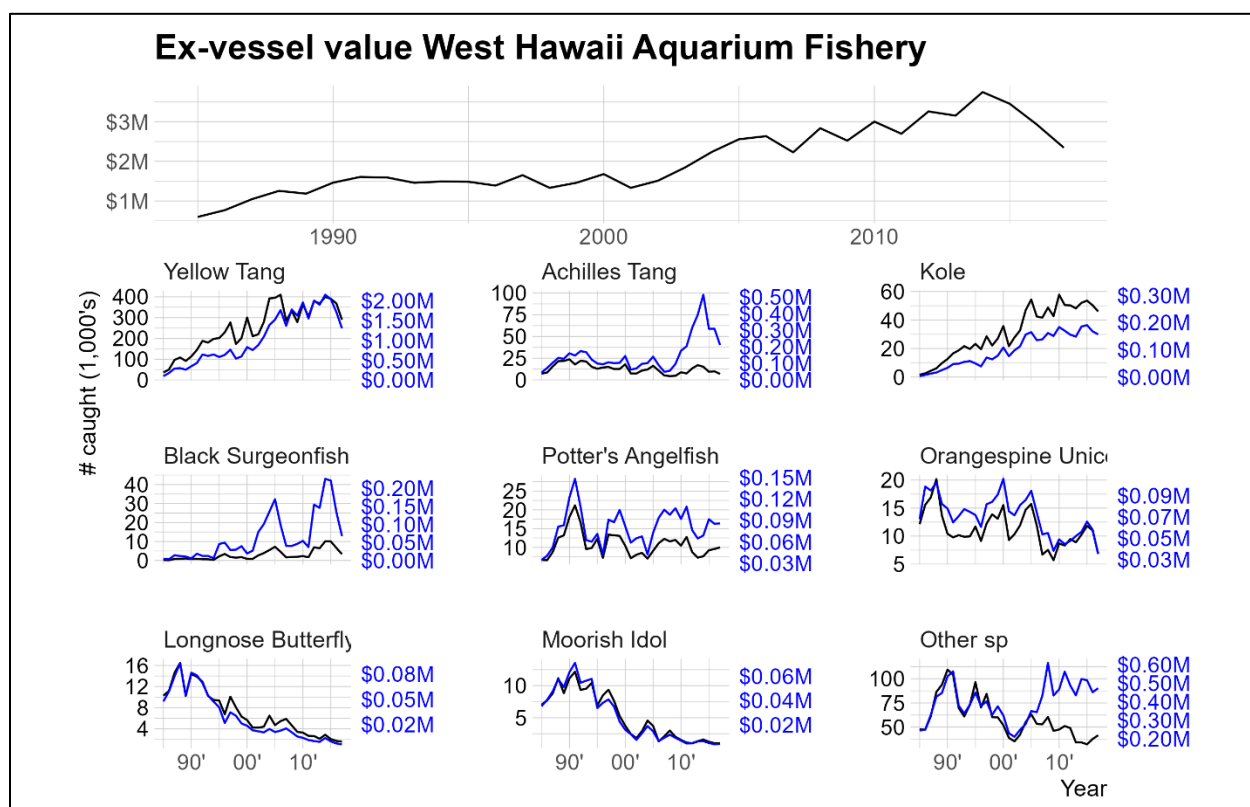 Ex-vessel value West Hawaii Aquarium Fishery
$3M
$2M
$1M
1990 2000 2010
# caught (1,000's)
Yellow Tang
400
300
200
100
0
$2.00M
$1.50M
$1.00M
$0.50M
$0.00M
Achilles Tang
100
75
50
25
0
$0.50M
$0.40M
$0.30M
$0.20M
$0.10M
$0.00M
Kole
60
40
20
0
$0.30M
$0.20M
$0.10M
$0.00M
Black Surgeonfish
40
30
20
10
0
$0.20M
$0.15M
$0.10M
$0.05M
$0.00M
Potter's Angelfish
25
20
15
10
$0.15M
$0.12M
$0.09M
$0.06M
$0.03M
Orangespine Unico
20
15
10
5
$0.09M
$0.07M
$0.05M
$0.03M
Longnose Butterfly
16
12
8
4
$0.08M
$0.05M
$0.02M
90' 00' 10'
Moorish Idol
10
5
$0.06M
$0.04M
$0.02M
90' 00' 10'
Other sp
100
75
50
$0.60M
$0.50M
$0.40M
$0.30M
$0.20M
90' 00' 10'
Year